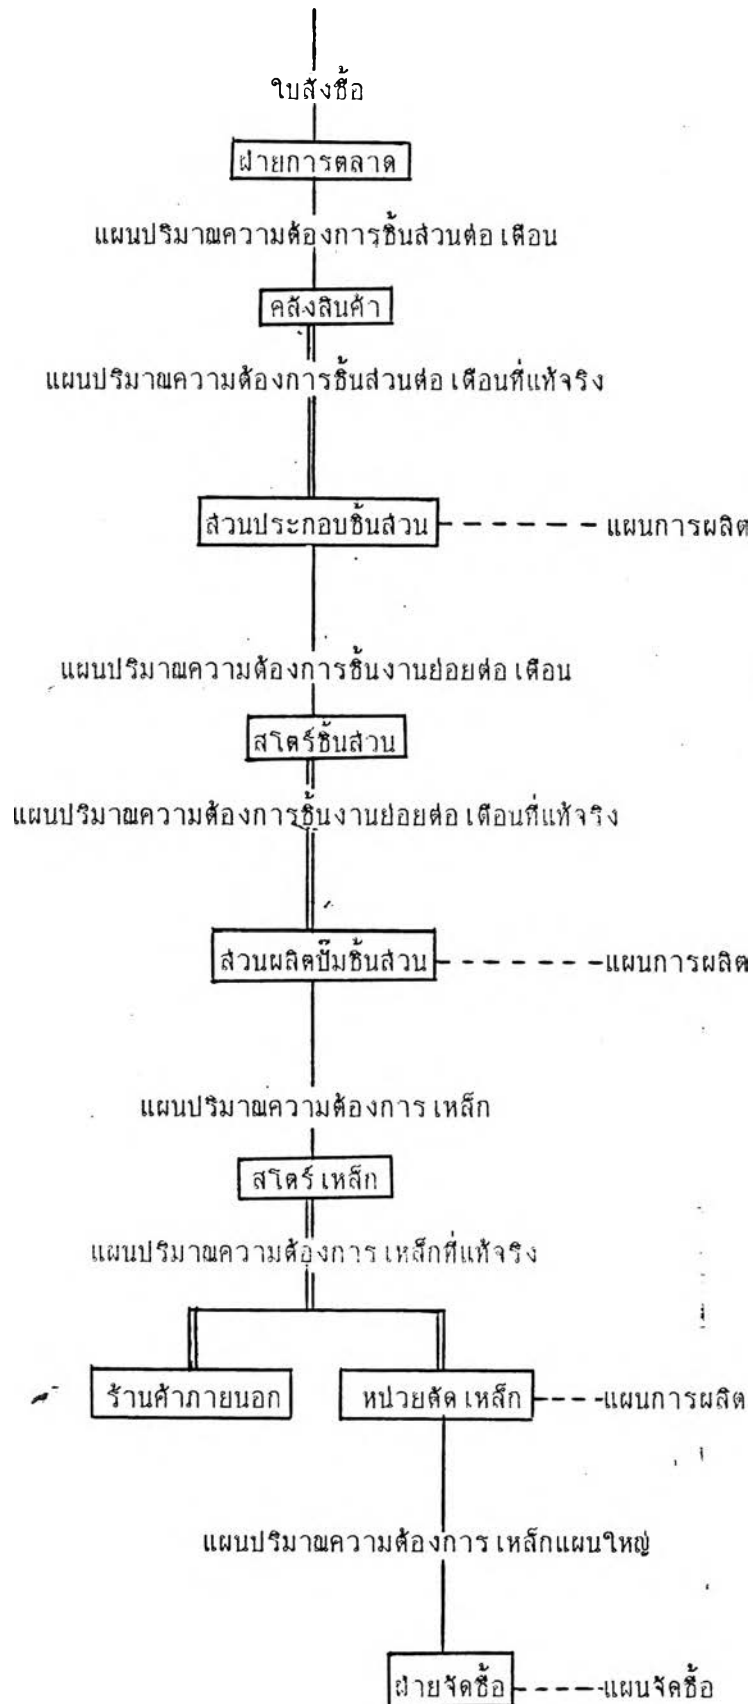 ใบสั่งซื้อ
ฝ่ายการตลาด
แผนปริมาณความต้องการชิ้นส่วนต่อเดือน
คลังสินค้า
แผนปริมาณความต้องการชิ้นส่วนต่อเดือนที่แท้จริง
ส่วนประกอบชิ้นส่วน แผนการผลิต
แผนปริมาณความต้องการชิ้นงานย่อยต่อเดือน
สโตร์ชิ้นส่วน
แผนปริมาณความต้องการชิ้นงานย่อยต่อเดือนที่แท้จริง
ส่วนผลิตปั๊มชิ้นส่วน แผนการผลิต
แผนปริมาณความต้องการเหล็ก
สโตร์เหล็ก
แผนปริมาณความต้องการเหล็กที่แท้จริง
ร้านค้าภายนอก หน่วยตัดเหล็ก แผนการผลิต
แผนปริมาณความต้องการเหล็กแผนใหญ่
ฝ่ายจัดซื้อ แผนจัดซื้อ